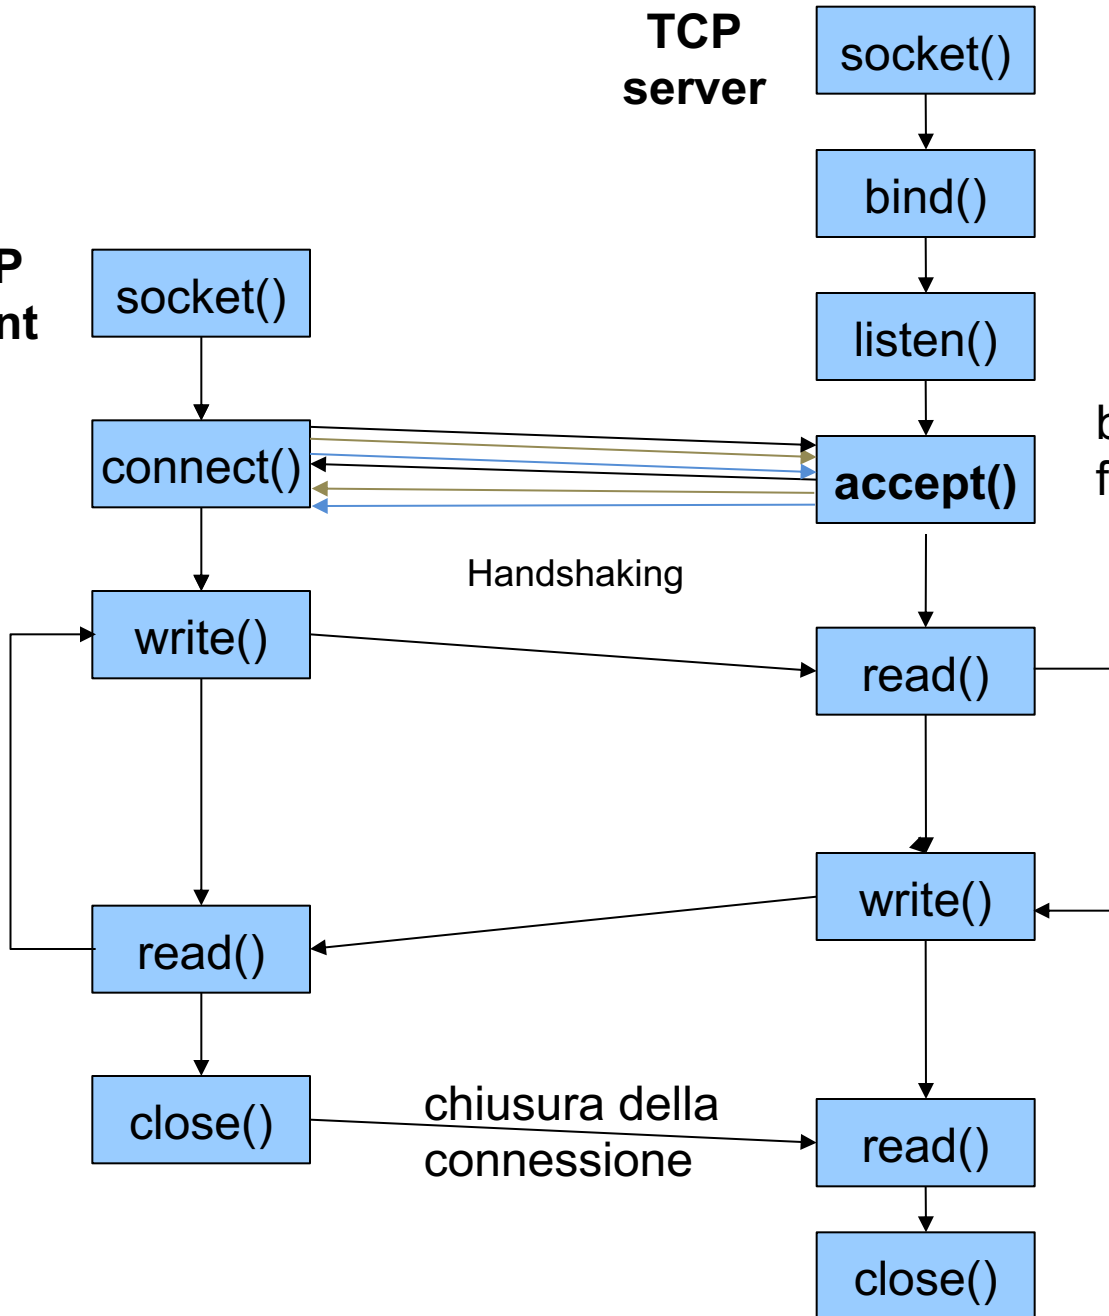 TCP
server
socket()
bind()
socket()
listen()
connect()
accept()
Handshaking
write()
read()
write()
read()
close()
chiusura della
connessione
read()
close()